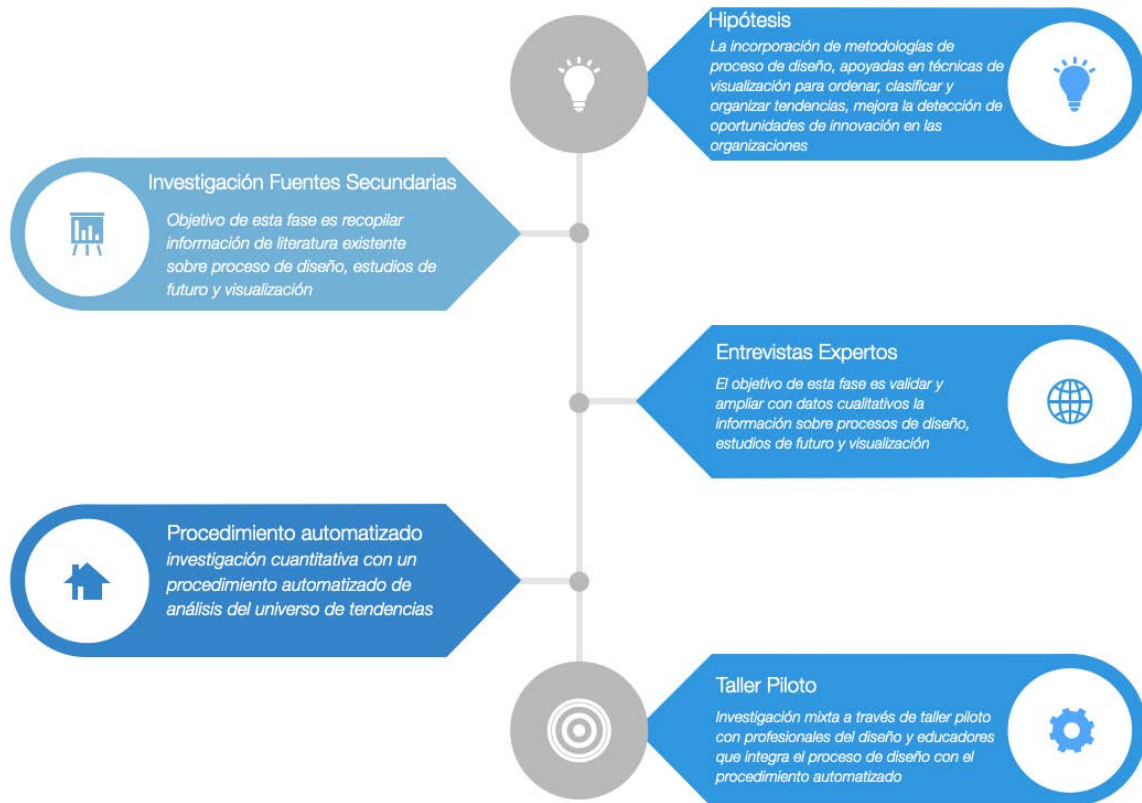 Hipótesis
La incorporación de metodologías de
proceso de diseño, apoyadas en técnicas de
visualización para ordenar, clasificar y
organizar tendencias, mejora la detección de
oportunidades de innovación en las
organizaciones
Investigación Fuentes Secundarias
Objetivo de esta fase es recopilar
información de literatura existente
sobre proceso de diseño, estudios de
futuro y visualización
Entrevistas Expertos
El objetivo de esta fase es validar y
ampliar con datos cualitativos la
información sobre procesos de diseño,
estudios de futuro y visualización
Procedimiento automatizado
investigación cuantitativa con un
procedimiento automatizado de
análisis del universo de tendencias
Taller Piloto
Investigación mixta a través de taller piloto
con profesionales del diseño y educadores
que integra el proceso de diseño con el
procedimiento automatizado